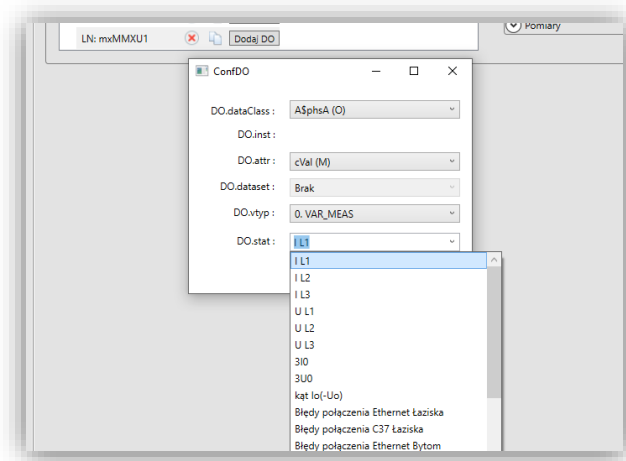 LN: mxMMXU1 Dodaj DO
Pomiary
ConfDO
DO.dataClass : A$phsA (O)
DO.inst :
DO.attr : cVal (M)
DO.dataset : Brak
DO.vtyp : 0. VAR_MEAS
DO.stat : I L1
I L1
I L2
I L3
U L1
U L2
U L3
3I0
3U0
kąt Io(-Uo)
Błędy połączenia Ethernet Łaziska
Błędy połączenia C37 Łaziska
Błędy połączenia Ethernet Bytom